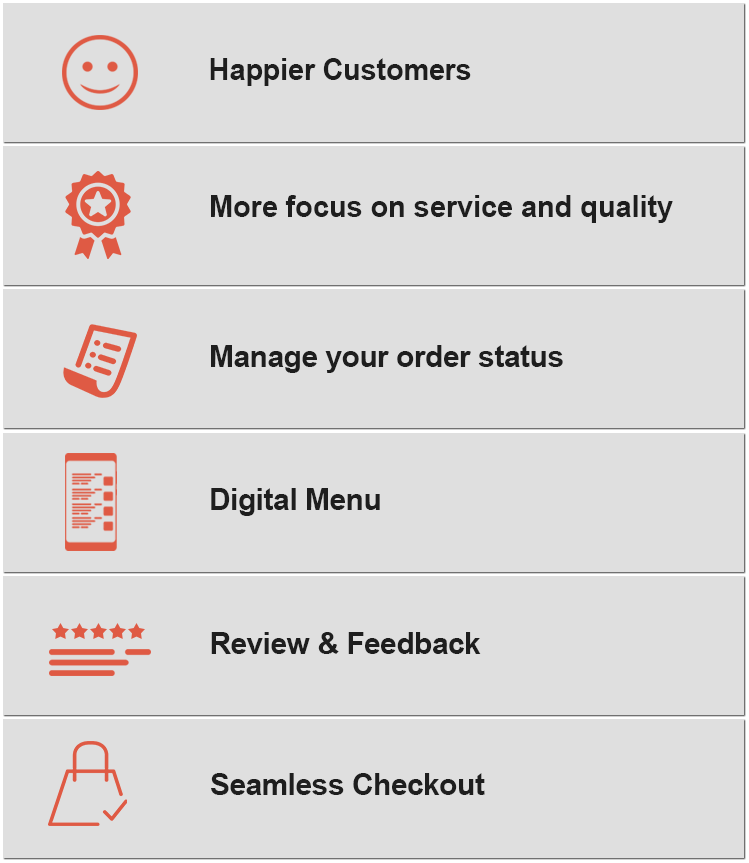 Happier Customers
More focus on service and quality
Manage your order status
Digital Menu
Review & Feedback
Seamless Checkout